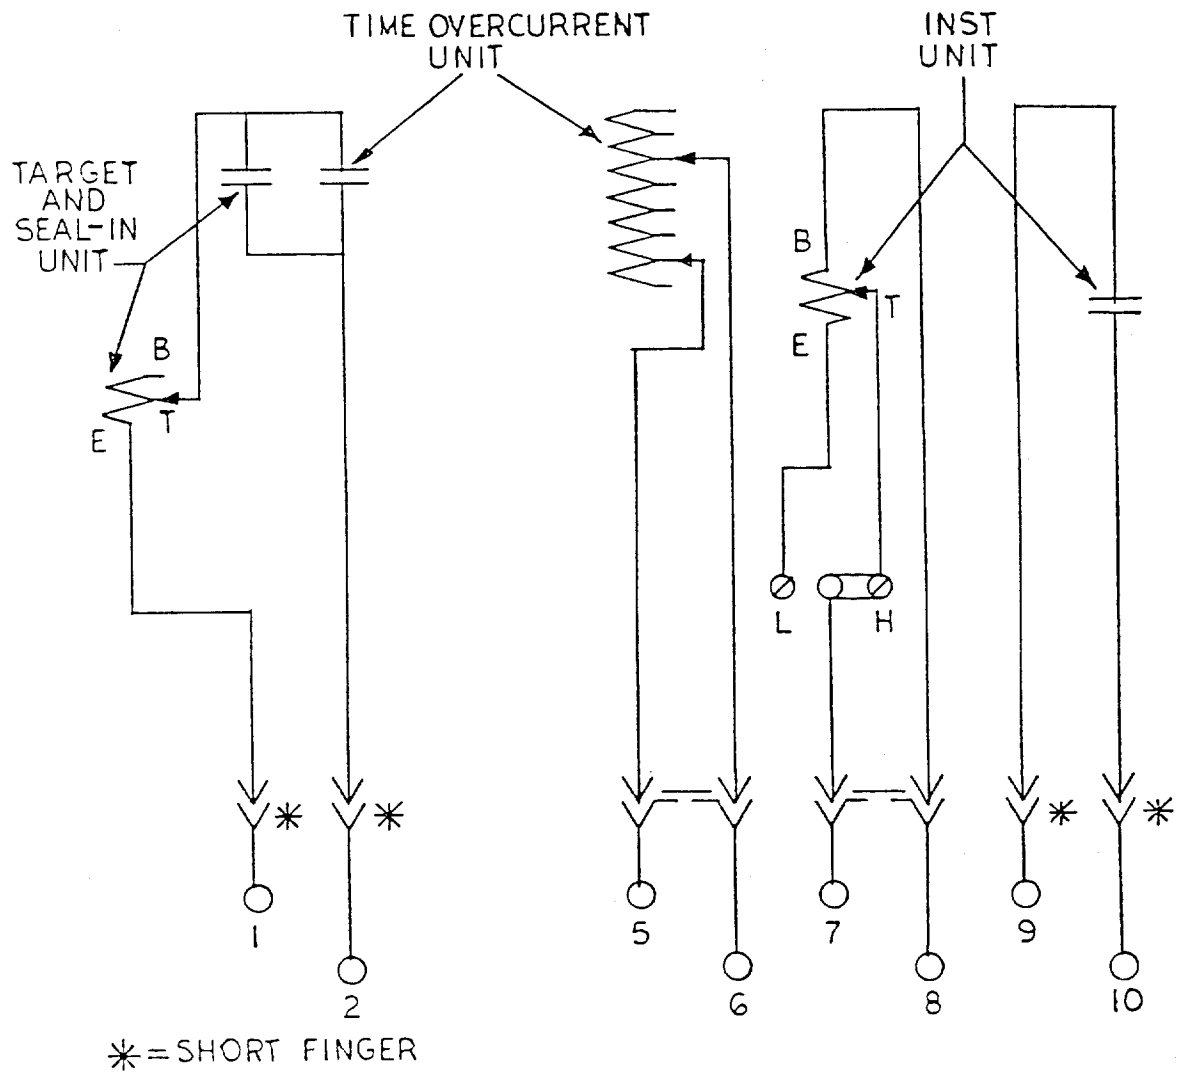 TIME OVERCURRENT
UNIT
INST
UNIT
TARGET
AND
SEAL-IN
UNIT
B
T
E
B
T
E
L
H
1
2
5
6
7
8
9
10
✳ = SHORT FINGER